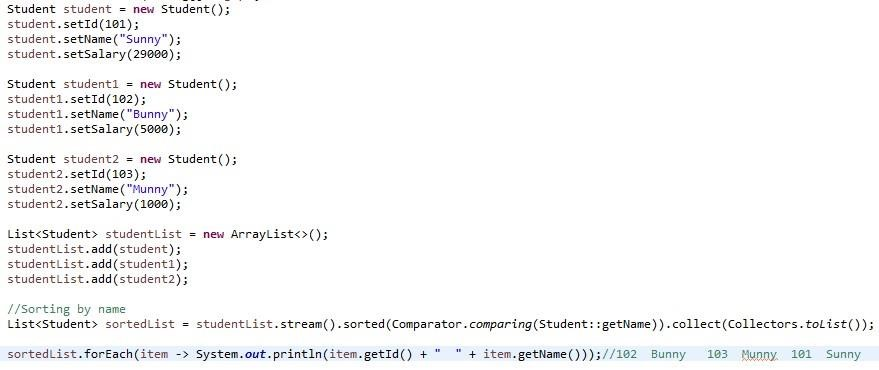 Student student = new Student();
student.setId(101);
student.setName("Sunny");
student.setSalary(29000);
Student student1 = new Student();
student1.setId(102);
student1.setName("Bunny");
student1.setSalary(5000);
Student student2 = new Student();
student2.setId(103);
student2.setName("Munny");
student2.setSalary(1000);
List<Student> studentList = new ArrayList<>();
studentList.add(student);
studentList.add(student1);
studentList.add(student2);
//Sorting by name
List<Student> sortedList = studentList.stream().sorted(Comparator.comparing(Student::getName)).collect(Collectors.toList());
sortedList.forEach(item -> System.out.println(item.getId() + "  " + item.getName()));//102  Bunny   103  Munny  101  Sunny